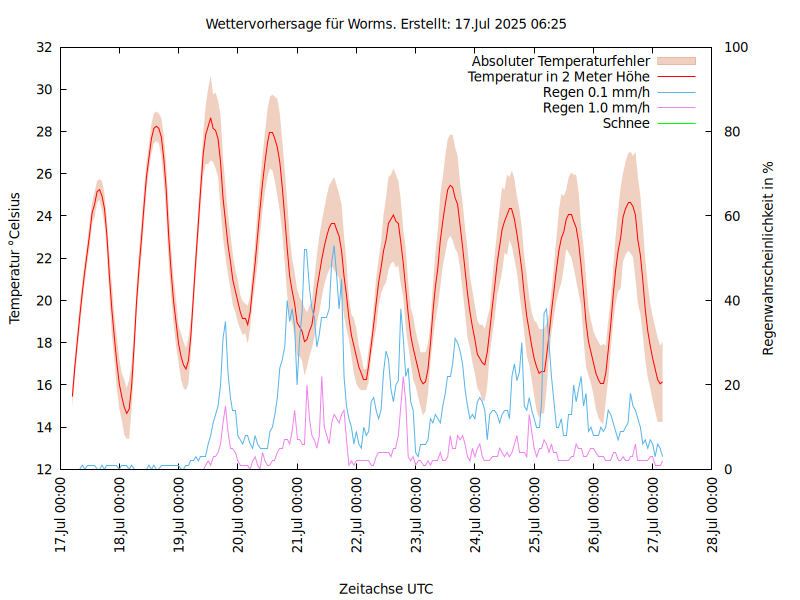 Wettervorhersage für Worms. Erstellt: 17.Jul 2025 06:25
Absoluter Temperaturfehler
Temperatur in 2 Meter Höhe
Regen 0.1 mm/h
Regen 1.0 mm/h
Schnee
Temperatur °Celsius
32
30
28
26
24
22
20
18
16
14
12
100
80
60
40
20
0
Regenwahrscheinlichkeit in %
17.Jul 00:00
18.Jul 00:00
19.Jul 00:00
20.Jul 00:00
21.Jul 00:00
22.Jul 00:00
23.Jul 00:00
24.Jul 00:00
25.Jul 00:00
26.Jul 00:00
27.Jul 00:00
28.Jul 00:00
Zeitachse UTC